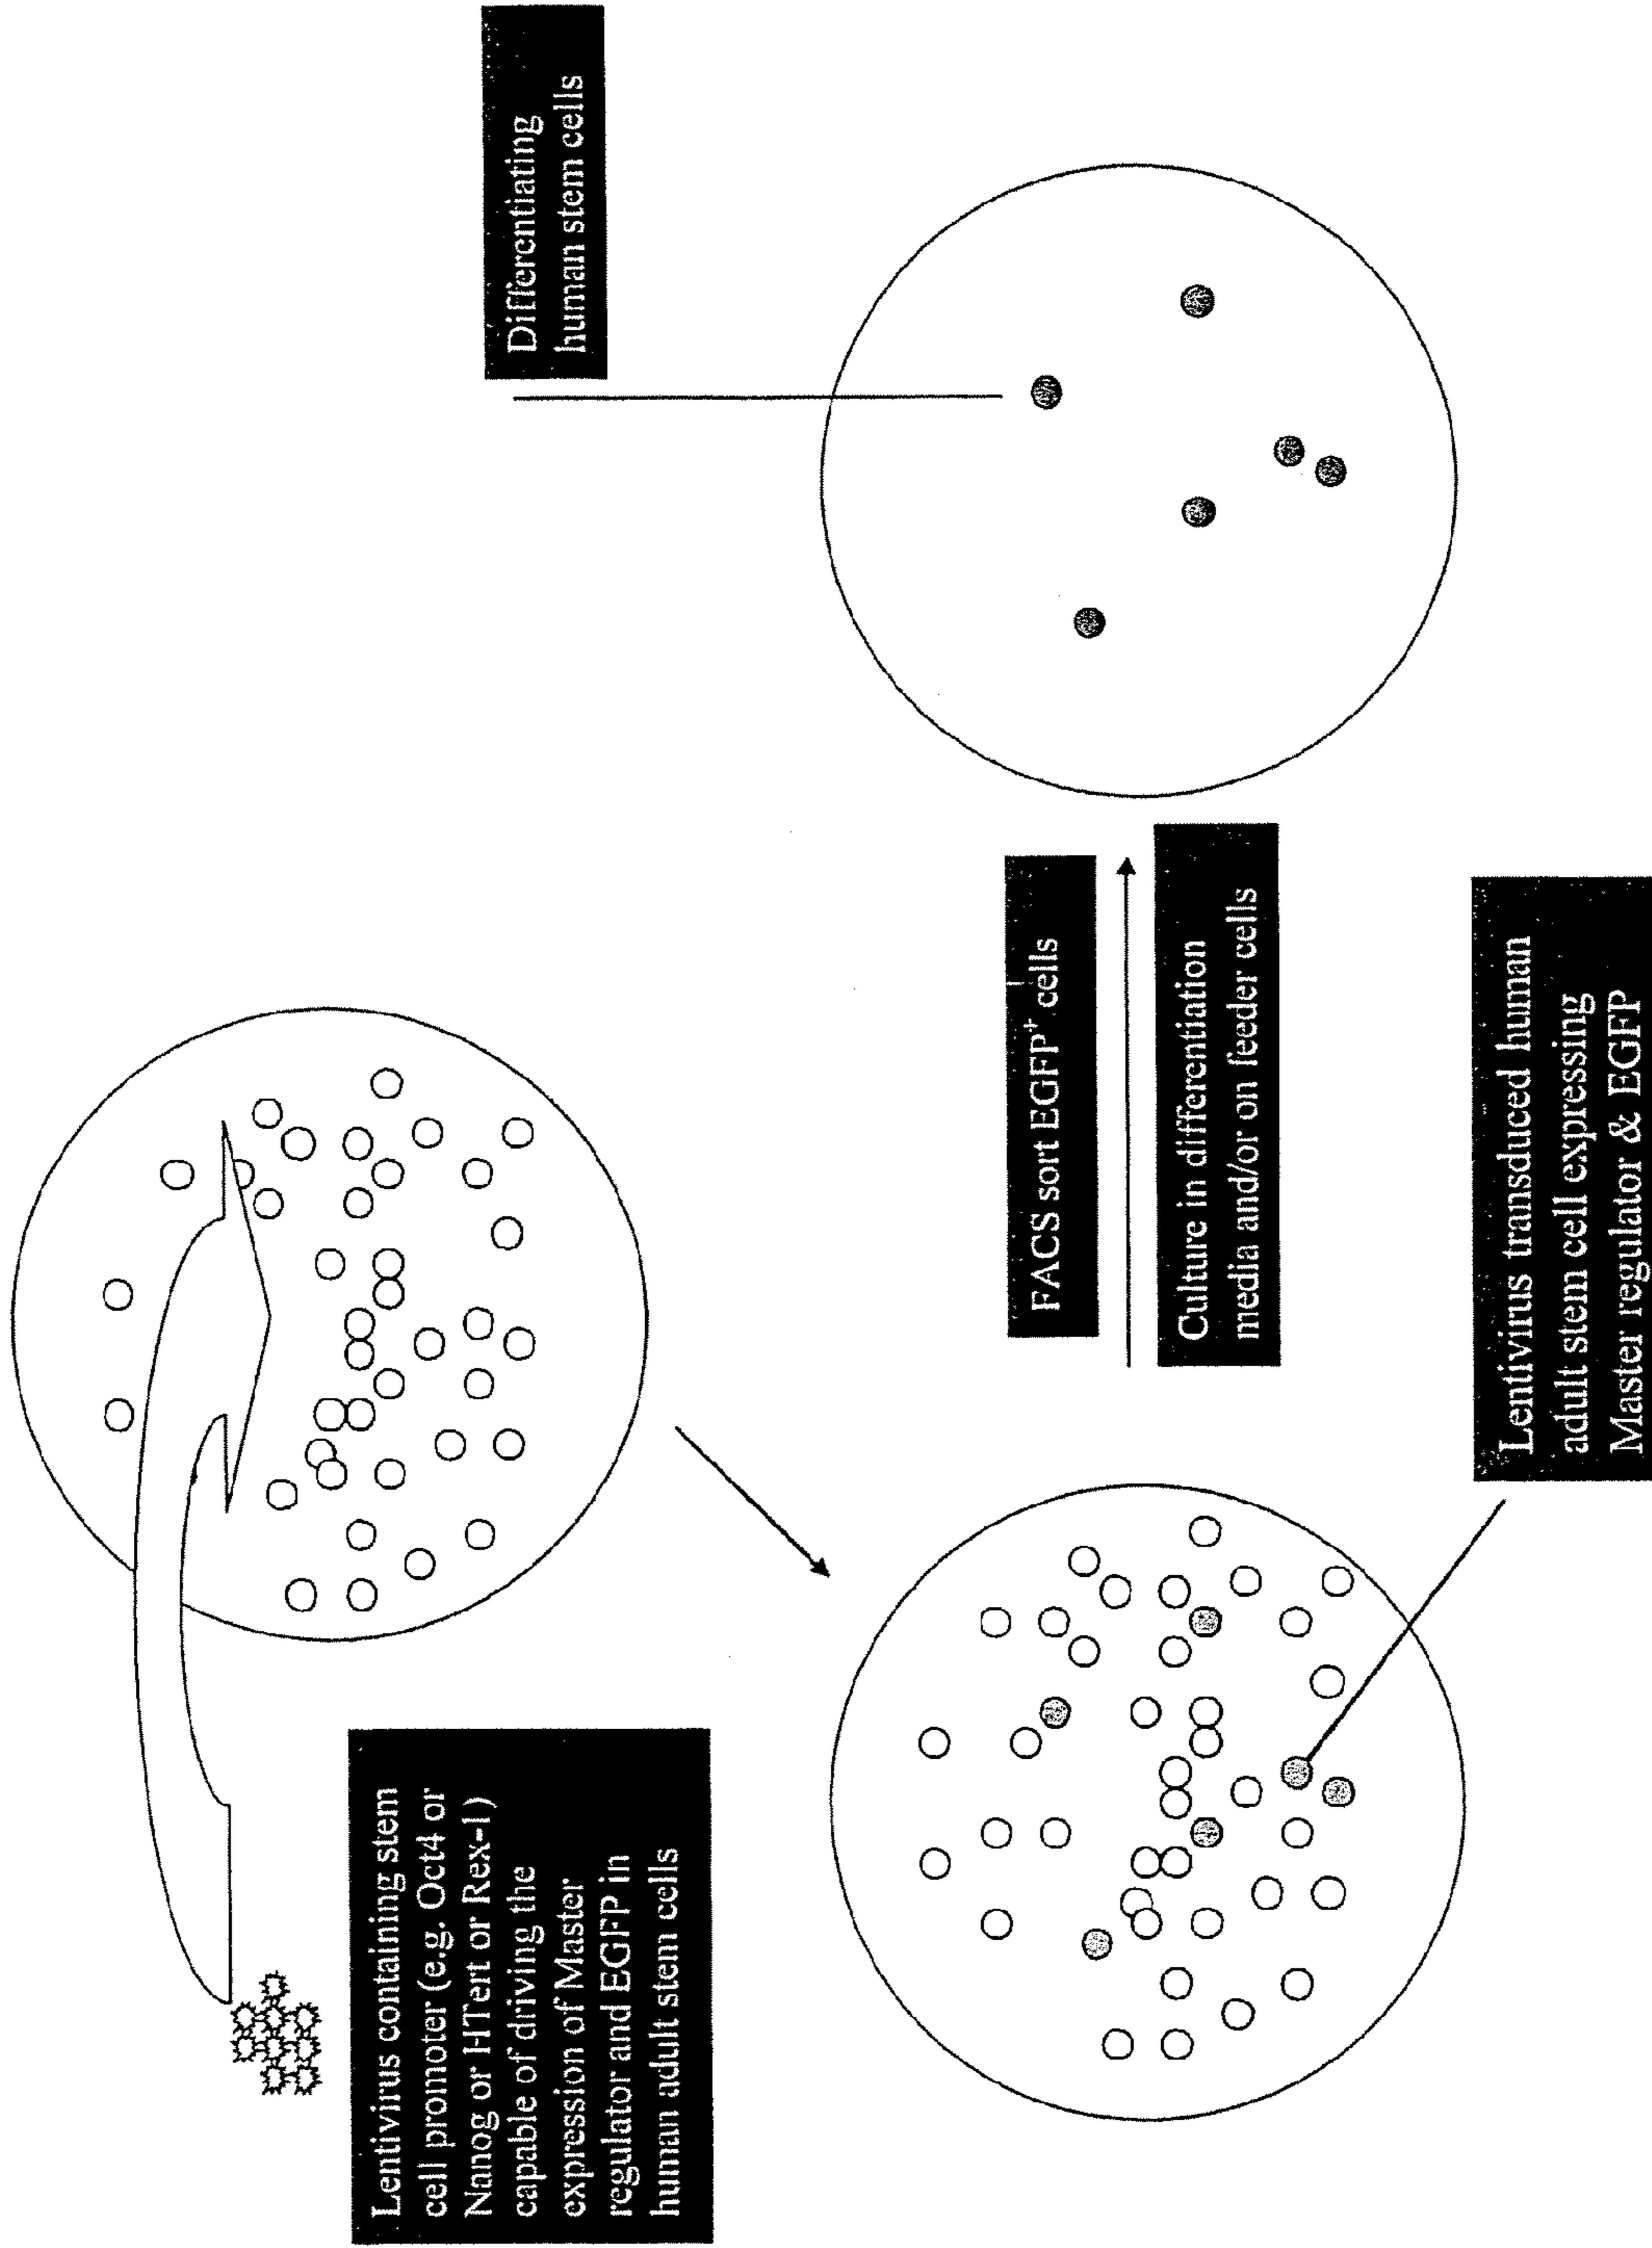 Lentivirus containing stem
cell promoter (e.g. Oct4 or
Nanog or HTert or Rex-1)
capable of driving the
expression of Master
regulator and EGFP in
human adult stem cells
FACS sort EGFP+ cells
Culture in differentiation
media and/or on feeder cells
Lentivirus transduced human
adult stem cell expressing
Master regulator & EGFP
Differentiating
human stem cells